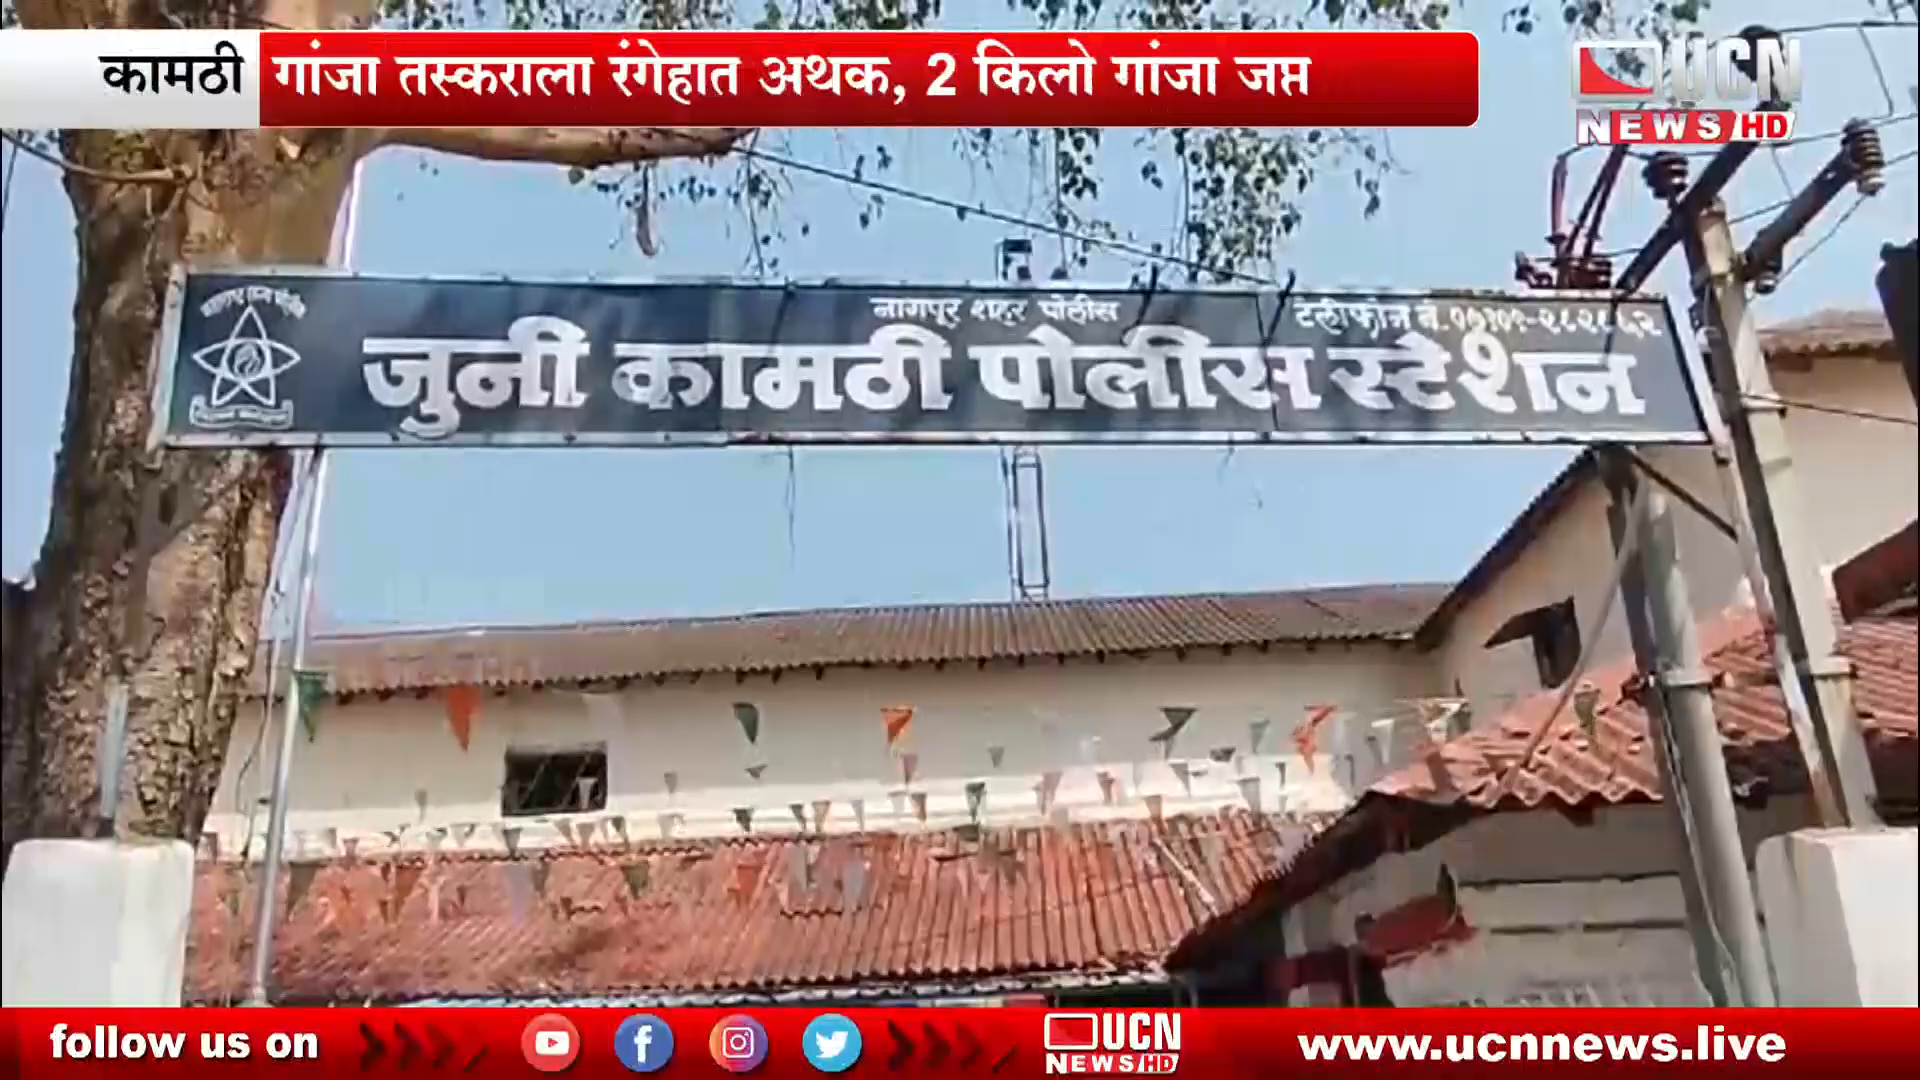 कामठी
गांजा तस्कराला रंगेहात अथक, 2 किलो गांजा जप्त
UCN
NEWS HD
नागपूर शहर पोलीस
टेलीफोन नं.
जुनी कामठी पोलीस स्टेशन
follow us on
UCN
NEWS HD
www.ucnnews.live